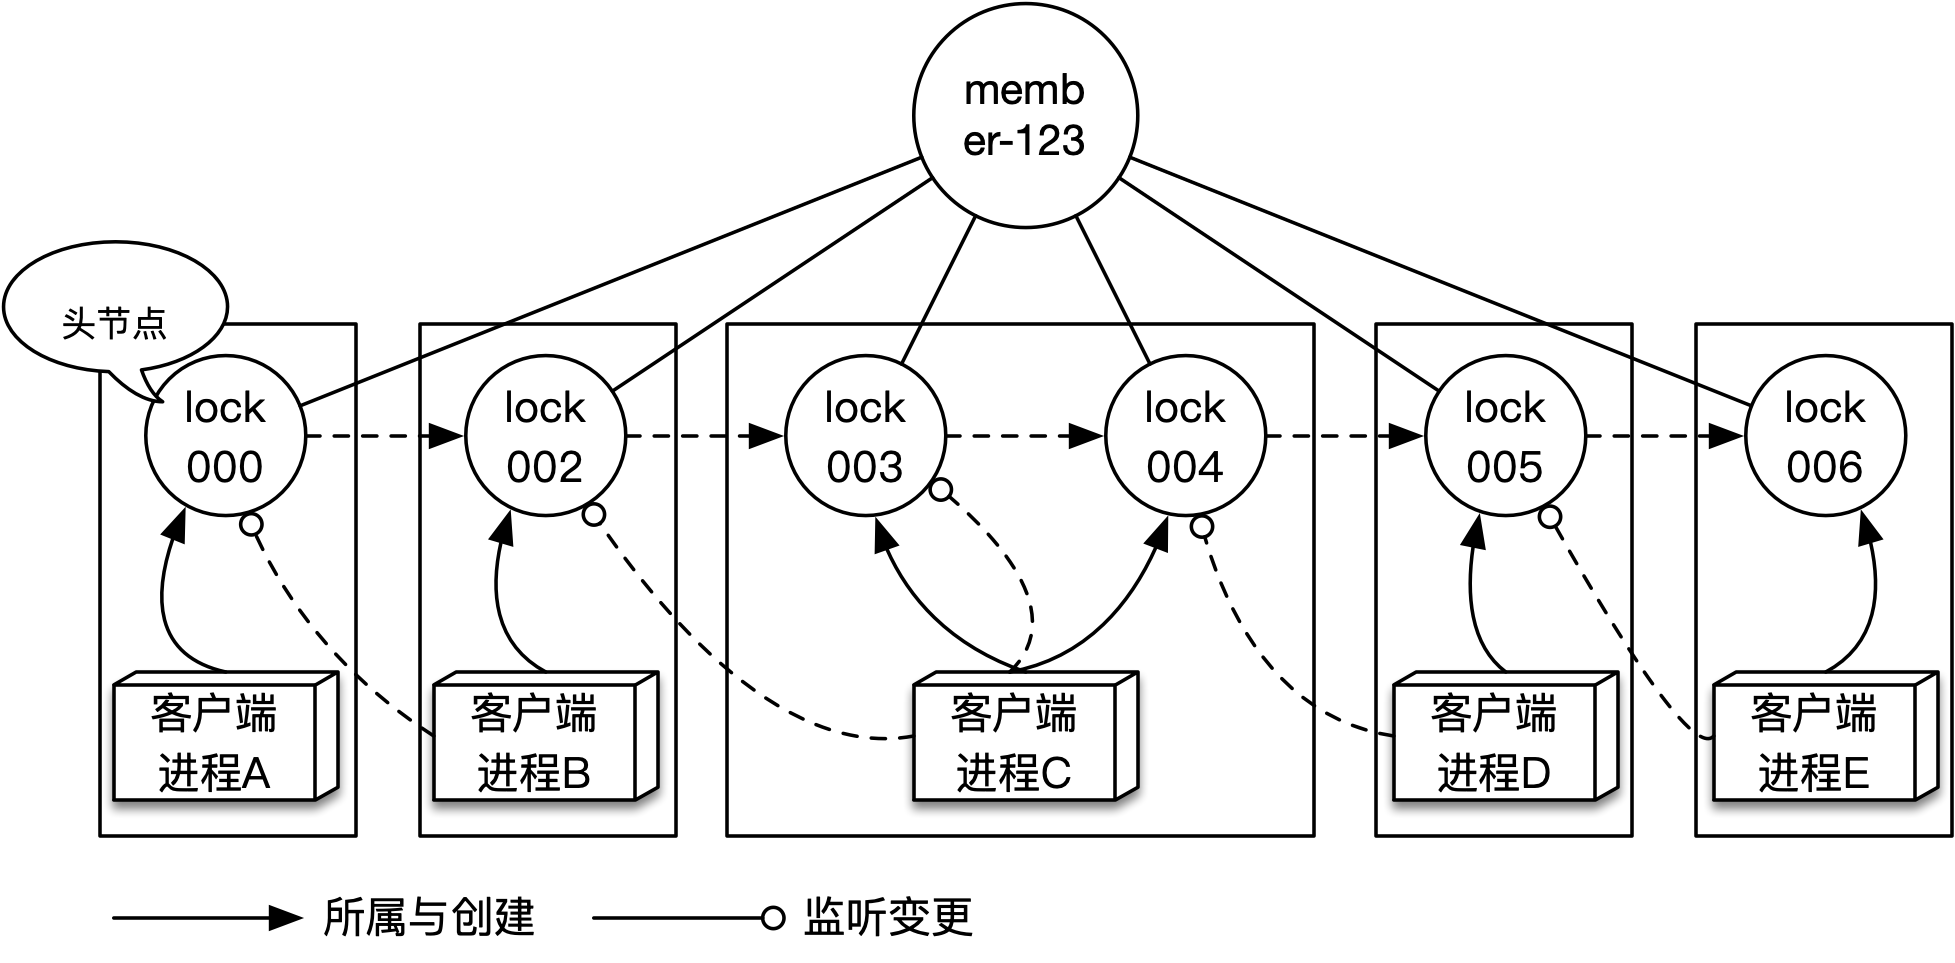 memb
er-123
头节点
lock
000
lock
002
lock
003
lock
004
lock
005
lock
006
客户端
进程A
客户端
进程B
客户端
进程C
客户端
进程D
客户端
进程E
所属与创建
监听变更